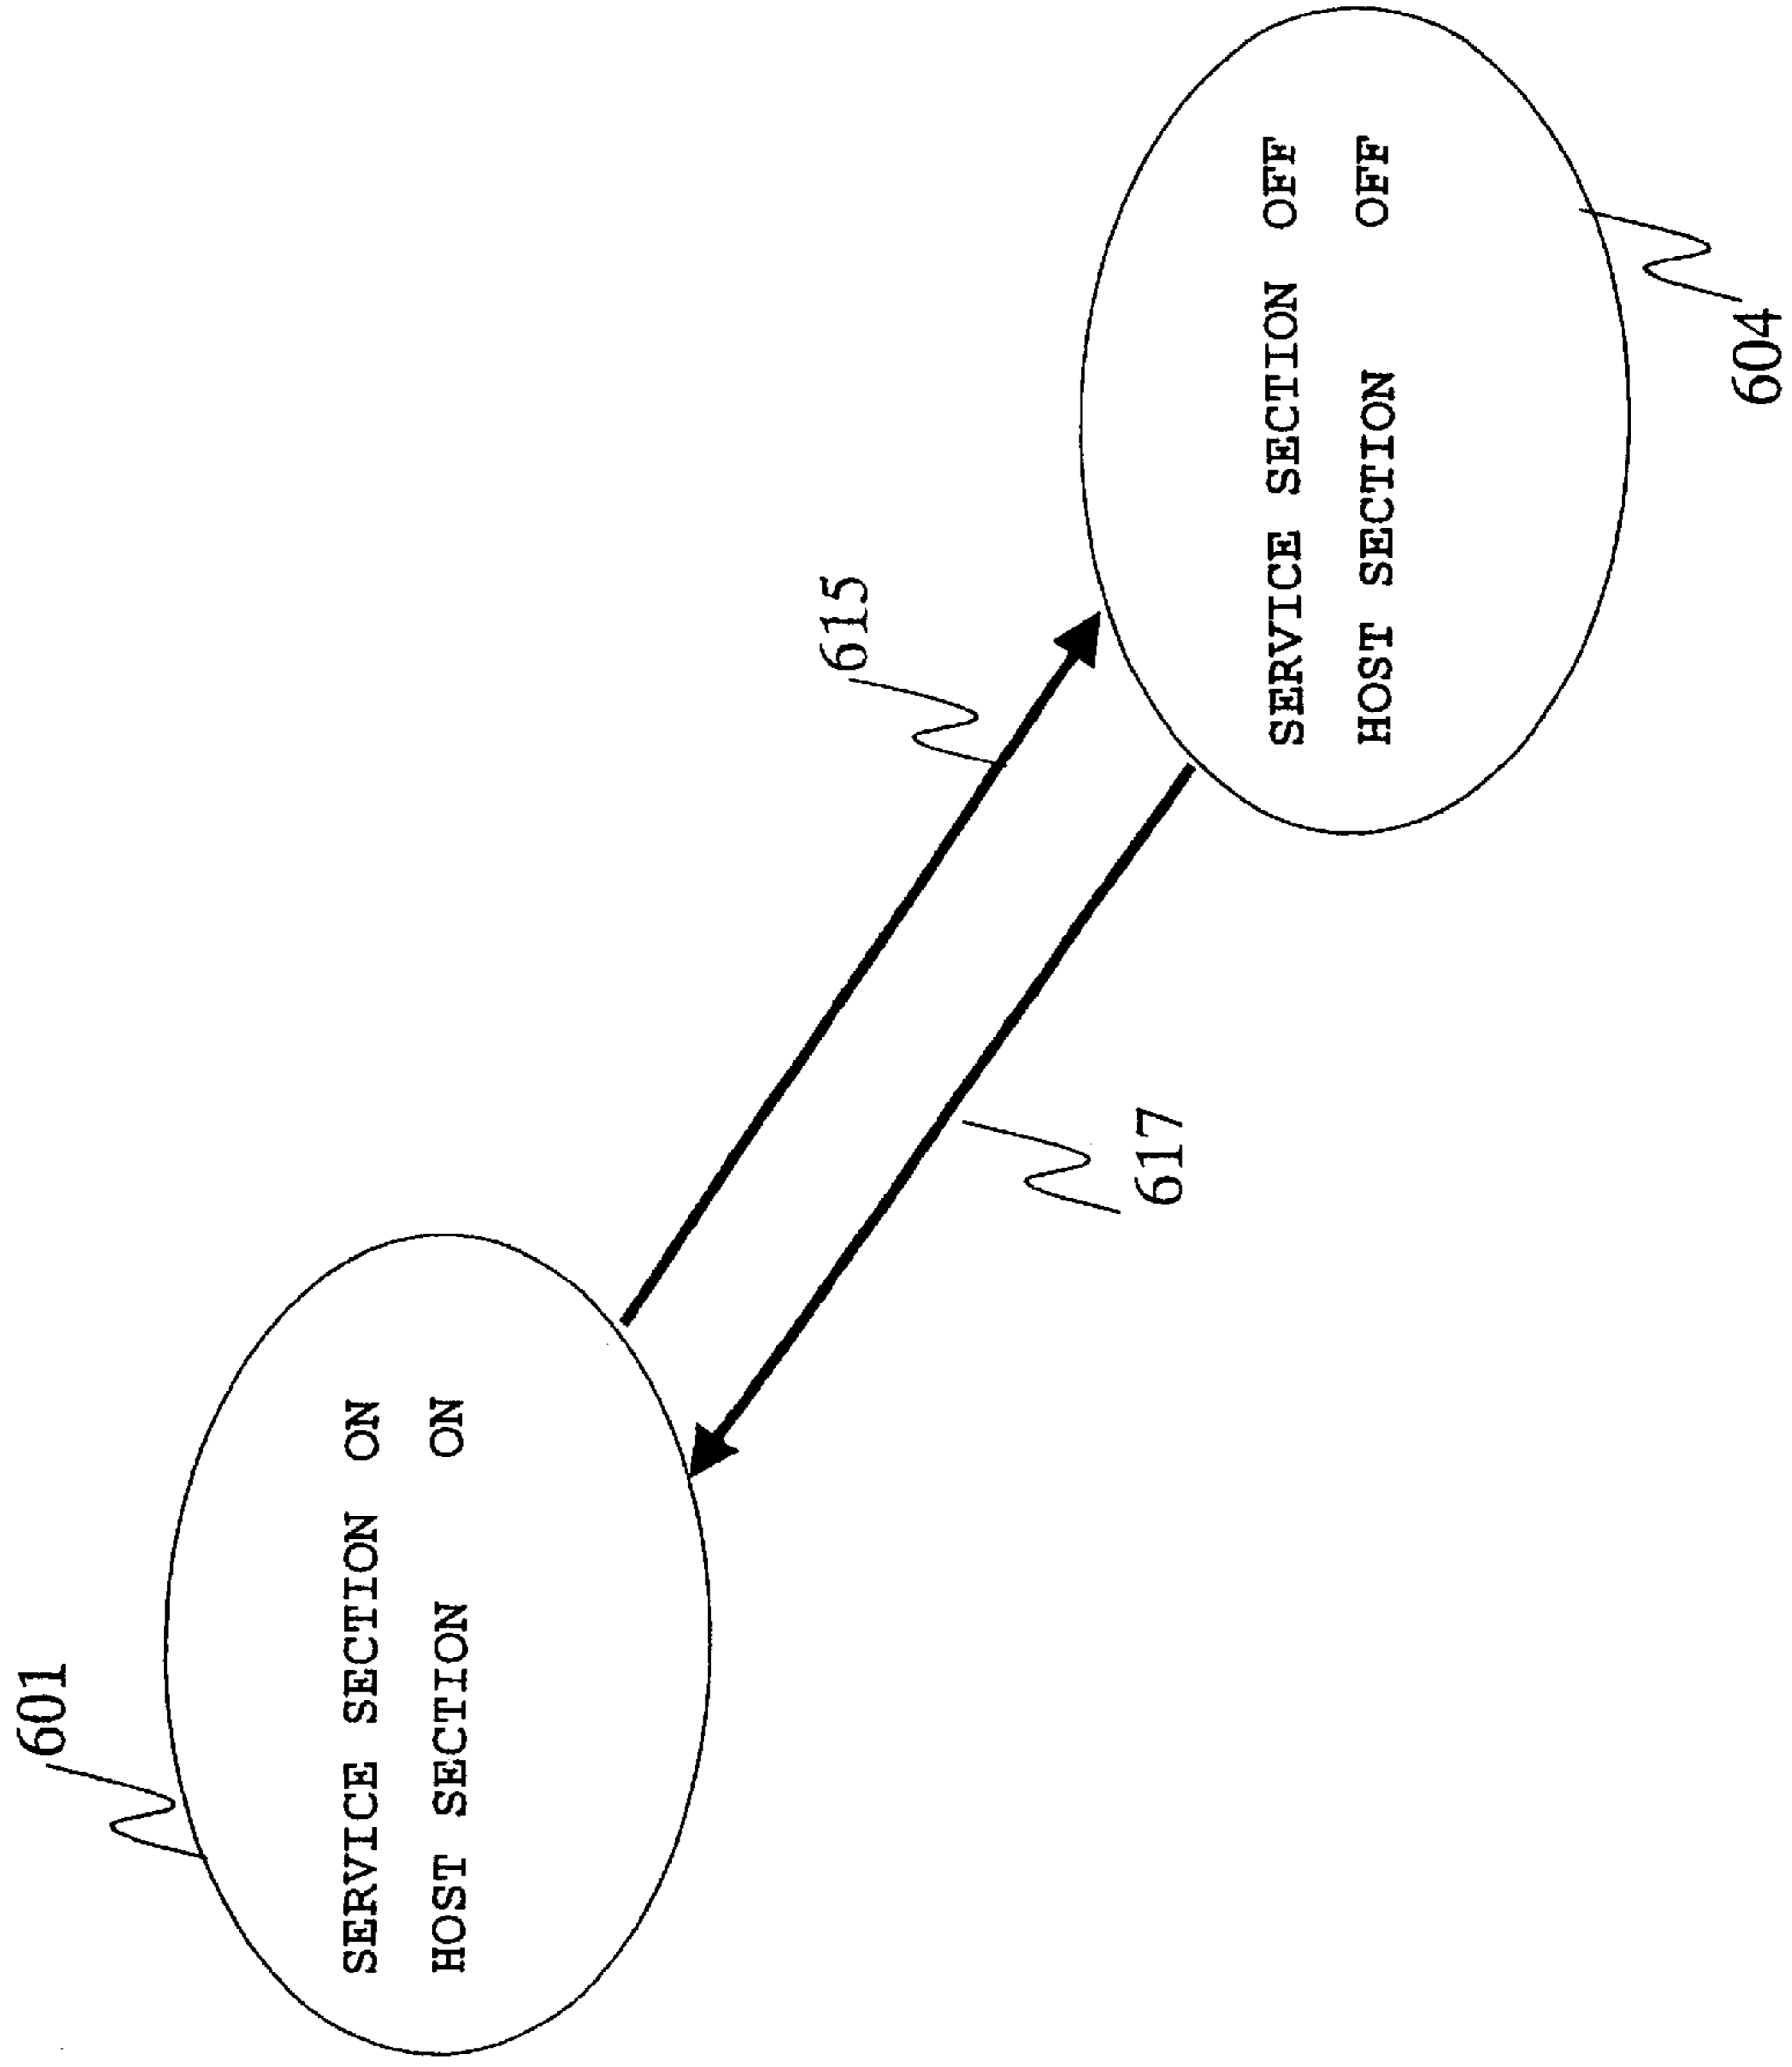 601
SERVICE SECTION ON
HOST SECTION ON
615
617
SERVICE SECTION OFF
HOST SECTION OFF
604